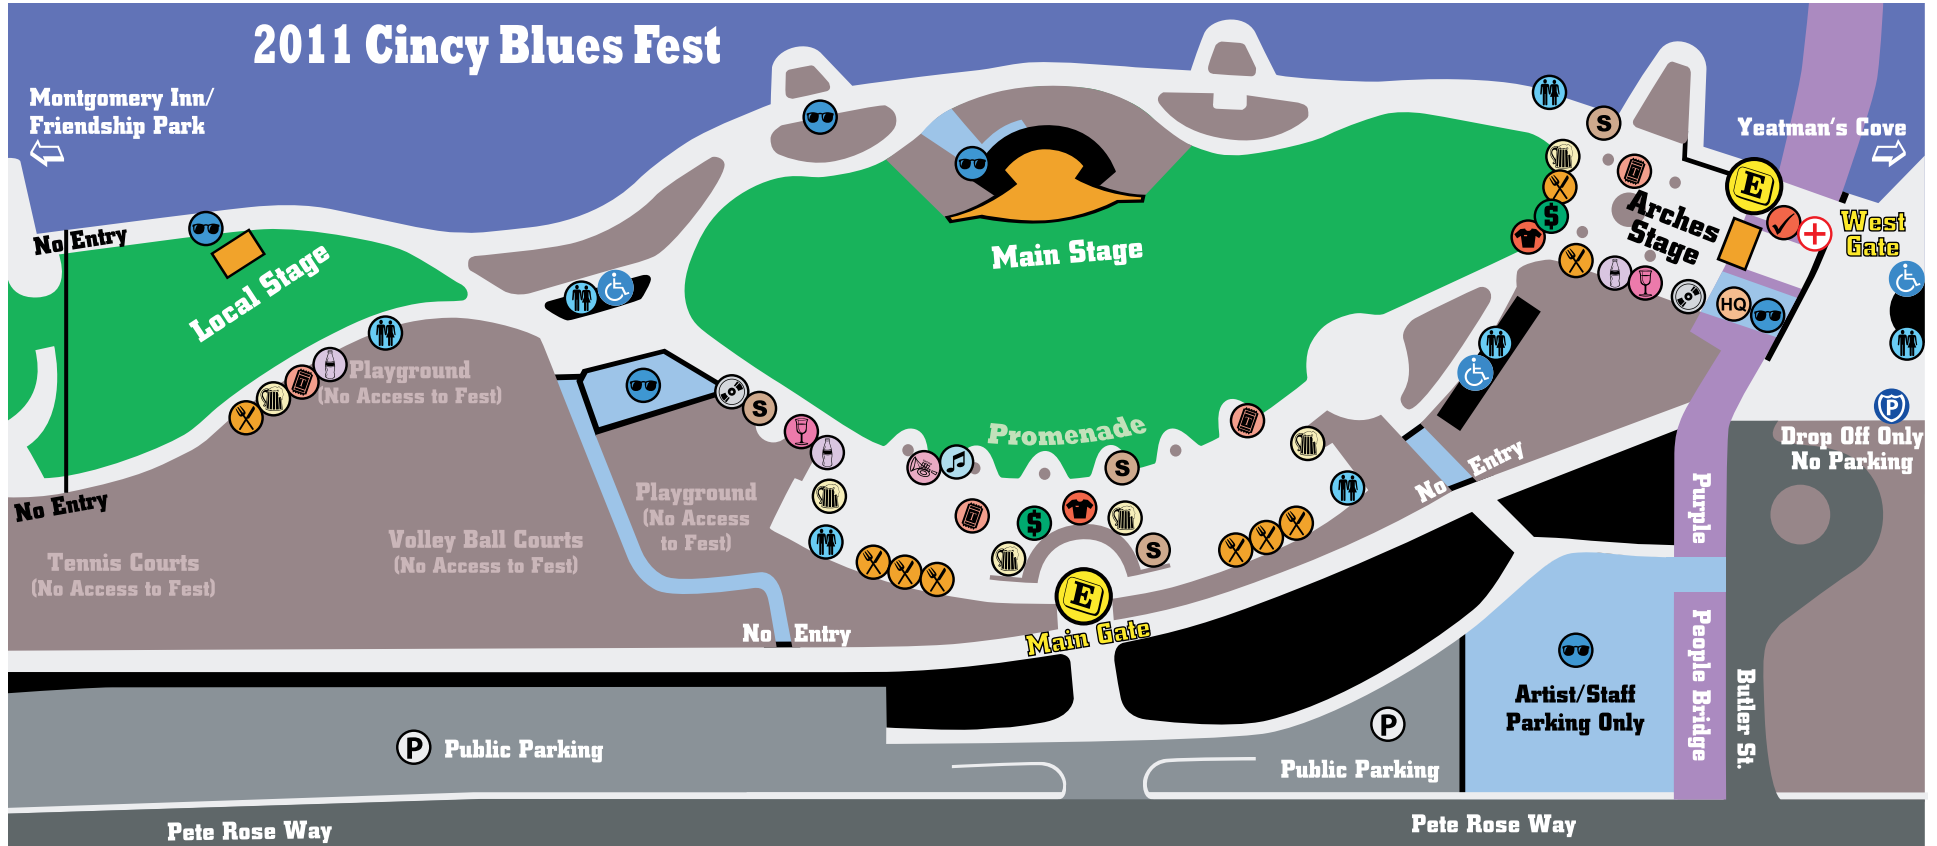 2011 Cincy Blues Fest
Montgomery Inn/
Friendship Park
Yeatman's Cove
No Entry
Local Stage
Main Stage
Arches
Stage
E
West
Gate
S
$
HQ
Playground
(No Access to Fest)
S
Promenade
S
$
S
P
Drop Off Only
No Parking
No Entry
No Entry
Playground
(No Access
to Fest)
Volley Ball Courts
(No Access to Fest)
Tennis Courts
(No Access to Fest)
No Entry
E
Main Gate
Purple
People Bridge
Butler St.
Artist/Staff
Parking Only
P Public Parking
P
Public Parking
Pete Rose Way
Pete Rose Way